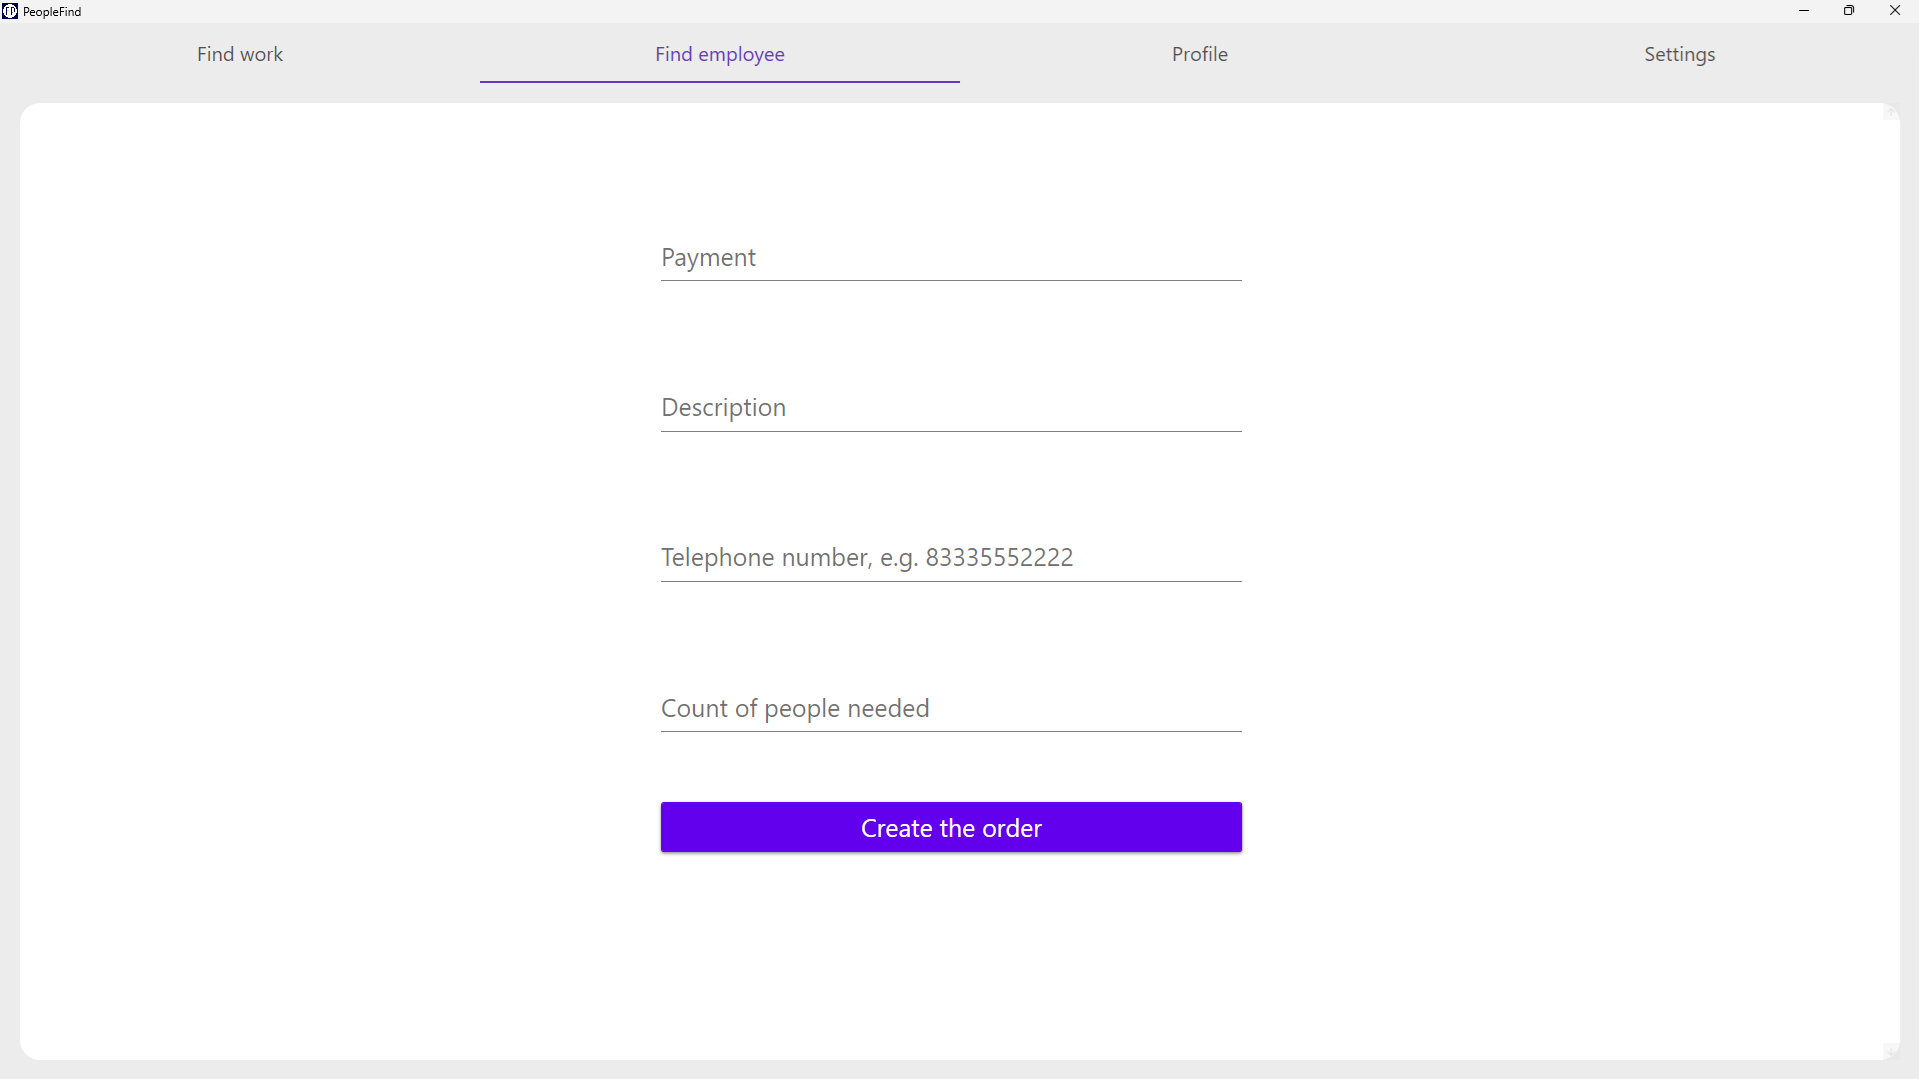 PeopleFind
Find work
Find employee
Profile
Settings
Payment
Description
Telephone number, e.g. 83335552222
Count of people needed
Create the order